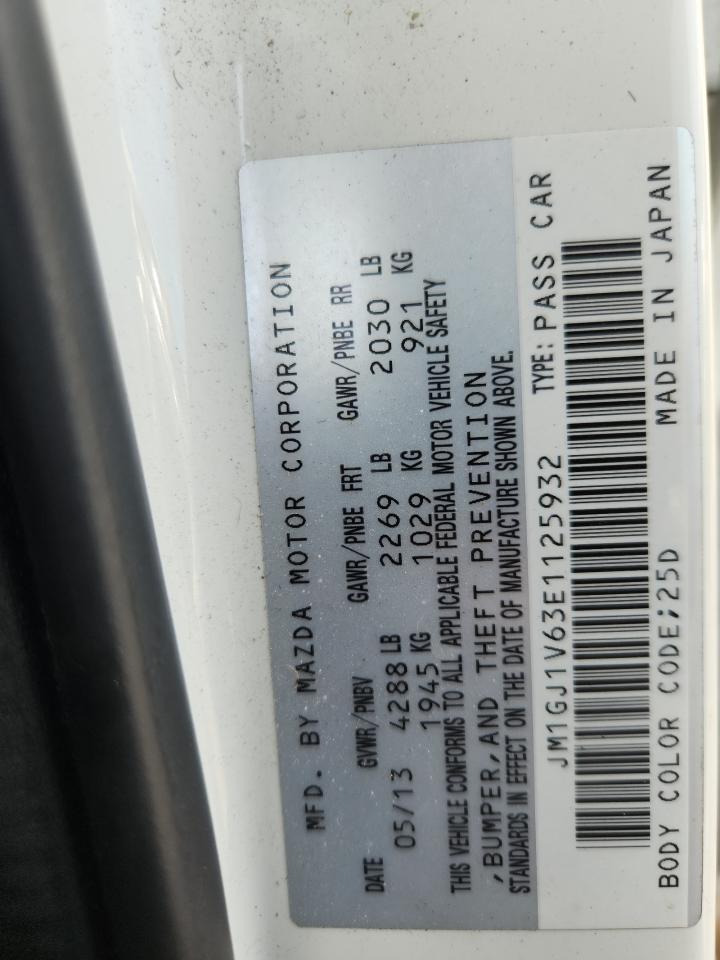 MFD. BY MAZDA MOTOR CORPORATION
DATE GVWR/PNBV GAWR/PNBE FRT GAWR/PNBE RR
05/13 4288 LB 2269 LB 2030 LB
1945 KG 1029 KG 921 KG
THIS VEHICLE CONFORMS TO ALL APPLICABLE FEDERAL MOTOR VEHICLE SAFETY
,BUMPER,AND THEFT PREVENTION
STANDARDS IN EFFECT ON THE DATE OF MANUFACTURE SHOWN ABOVE.
JM1GJ1V63E1125932 TYPE: PASS CAR
BODY COLOR CODE;25D MADE IN JAPAN